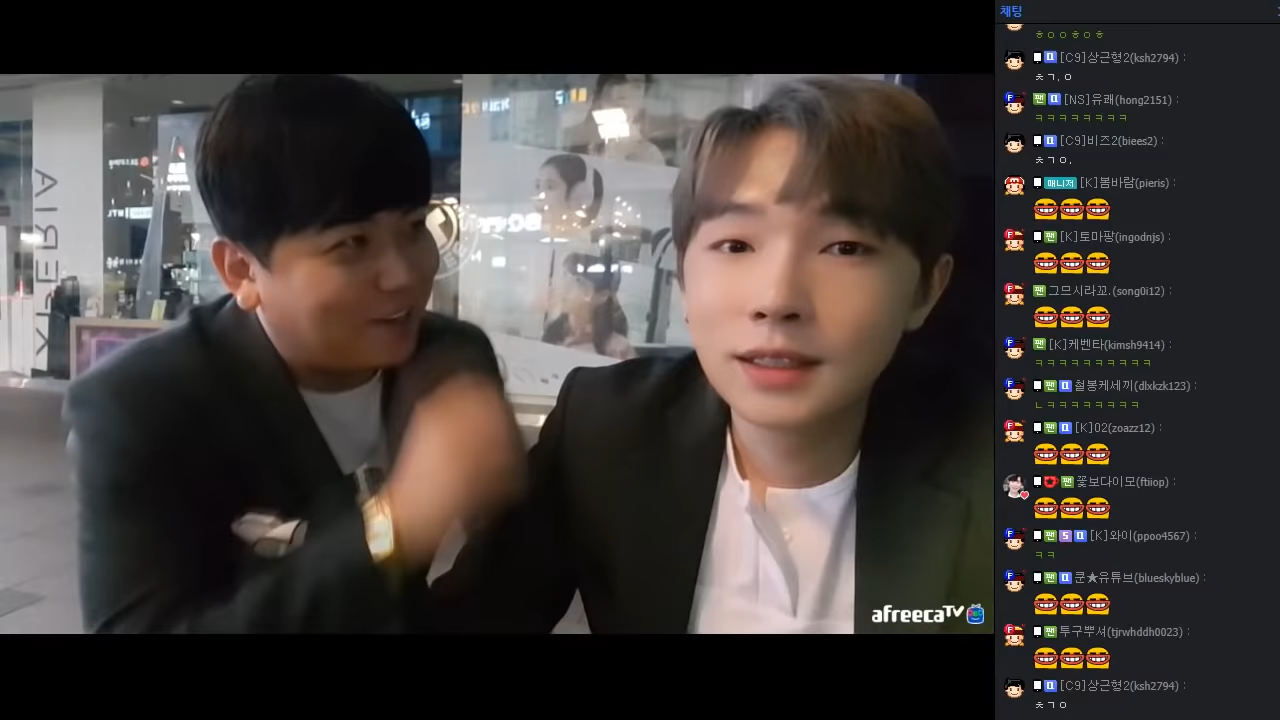 채팅
ㅎㅇㅇㅎㅇㅎ
[C9]상근형2(ksh2794) :
ㅊㄱ,ㅇ
팬 [NS]유쾌(hong2151) :
ㅋㅋㅋㅋㅋㅋㅋㅋ
[C9]비즈2(biees2) :
ㅊㄱㅇ,
매니저 [K]봄바람(pieris) :
팬 [K]토마팡(ingodnjs) :
팬 그므시라꼬.(song0i12) :
팬 [K]케벤타(kimsh9414) :
ㅋㅋㅋㅋㅋㅋㅋㅋㅋㅋ
팬 철봉케세끼(dlxkzk123) :
ㄴㅋㅋㅋㅋㅋㅋㅋㅋ
팬 [K]02(zoazz12) :
팬 꽃보다이모(ftiiop) :
팬 S [K]와이(ppoo4567) :
ㅋㅋ
팬 쿤★유튜브(blueskyblue) :
팬 투구뿌셔(tjrwhddh0023) :
[C9]상근형2(ksh2794) :
ㅊㄱㅇ
XPERIA
afreecaTV